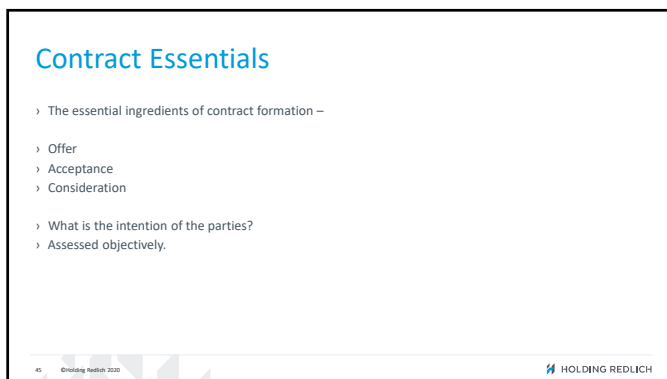 Contract Essentials
› The essential ingredients of contract formation –
› Offer
› Acceptance
› Consideration
› What is the intention of the parties?
› Assessed objectively.
45 ©Holding Redlich 2020 HOLDING REDLICH